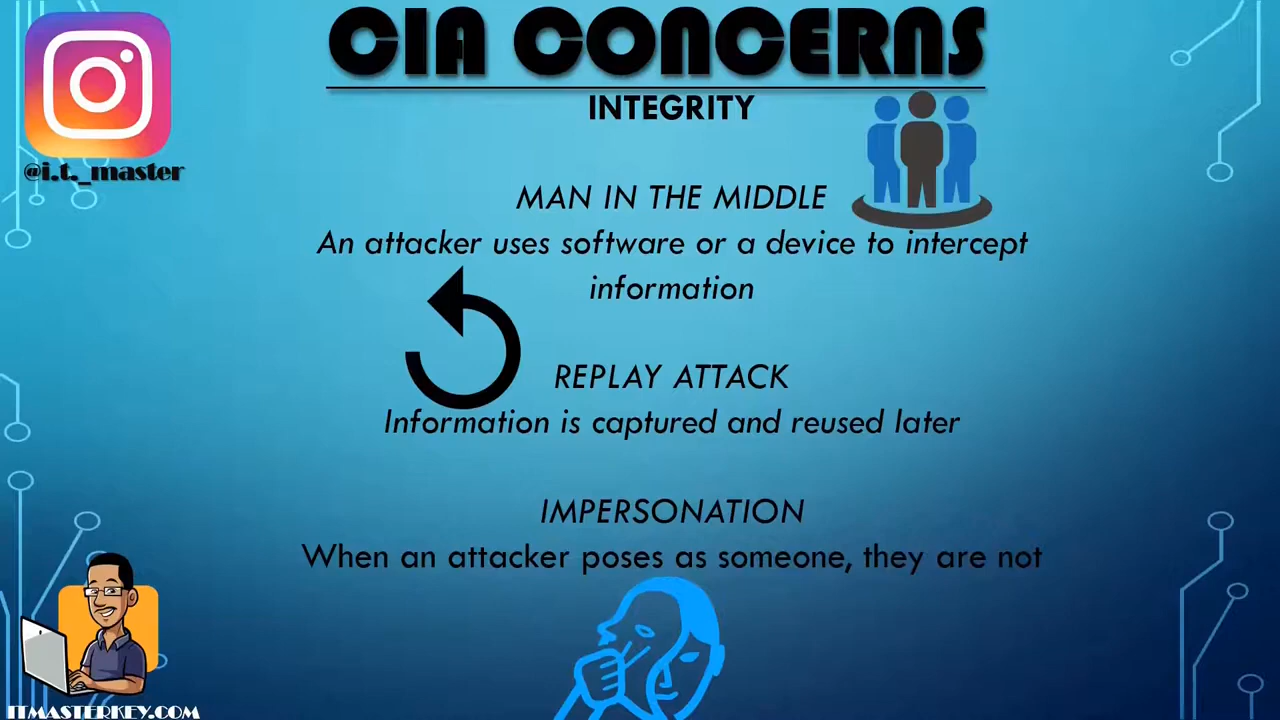 CIA CONCERNS
INTEGRITY
@i.t._master
MAN IN THE MIDDLE
An attacker uses software or a device to intercept
information
REPLAY ATTACK
Information is captured and reused later
IMPERSONATION
When an attacker poses as someone, they are not
ITMASTERKEY.COM